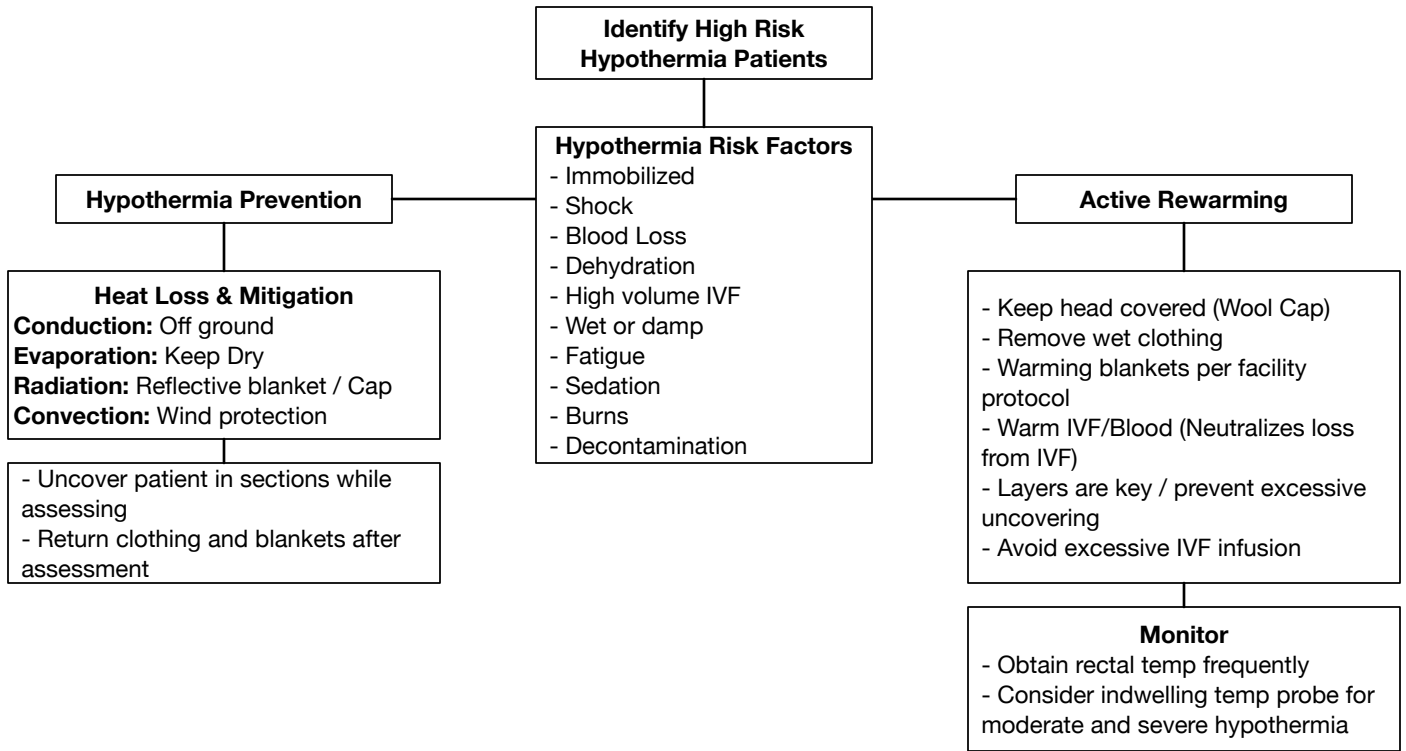 Identify High Risk
Hypothermia Patients
Hypothermia Risk Factors
- Immobilized
- Shock
- Blood Loss
- Dehydration
- High volume IVF
- Wet or damp
- Fatigue
- Sedation
- Burns
- Decontamination
Hypothermia Prevention
Heat Loss & Mitigation
Conduction: Off ground
Evaporation: Keep Dry
Radiation: Reflective blanket / Cap
Convection: Wind protection
- Uncover patient in sections while
assessing
- Return clothing and blankets after
assessment
Active Rewarming
- Keep head covered (Wool Cap)
- Remove wet clothing
- Warming blankets per facility
protocol
- Warm IVF/Blood (Neutralizes loss
from IVF)
- Layers are key / prevent excessive
uncovering
- Avoid excessive IVF infusion
Monitor
- Obtain rectal temp frequently
- Consider indwelling temp probe for
moderate and severe hypothermia